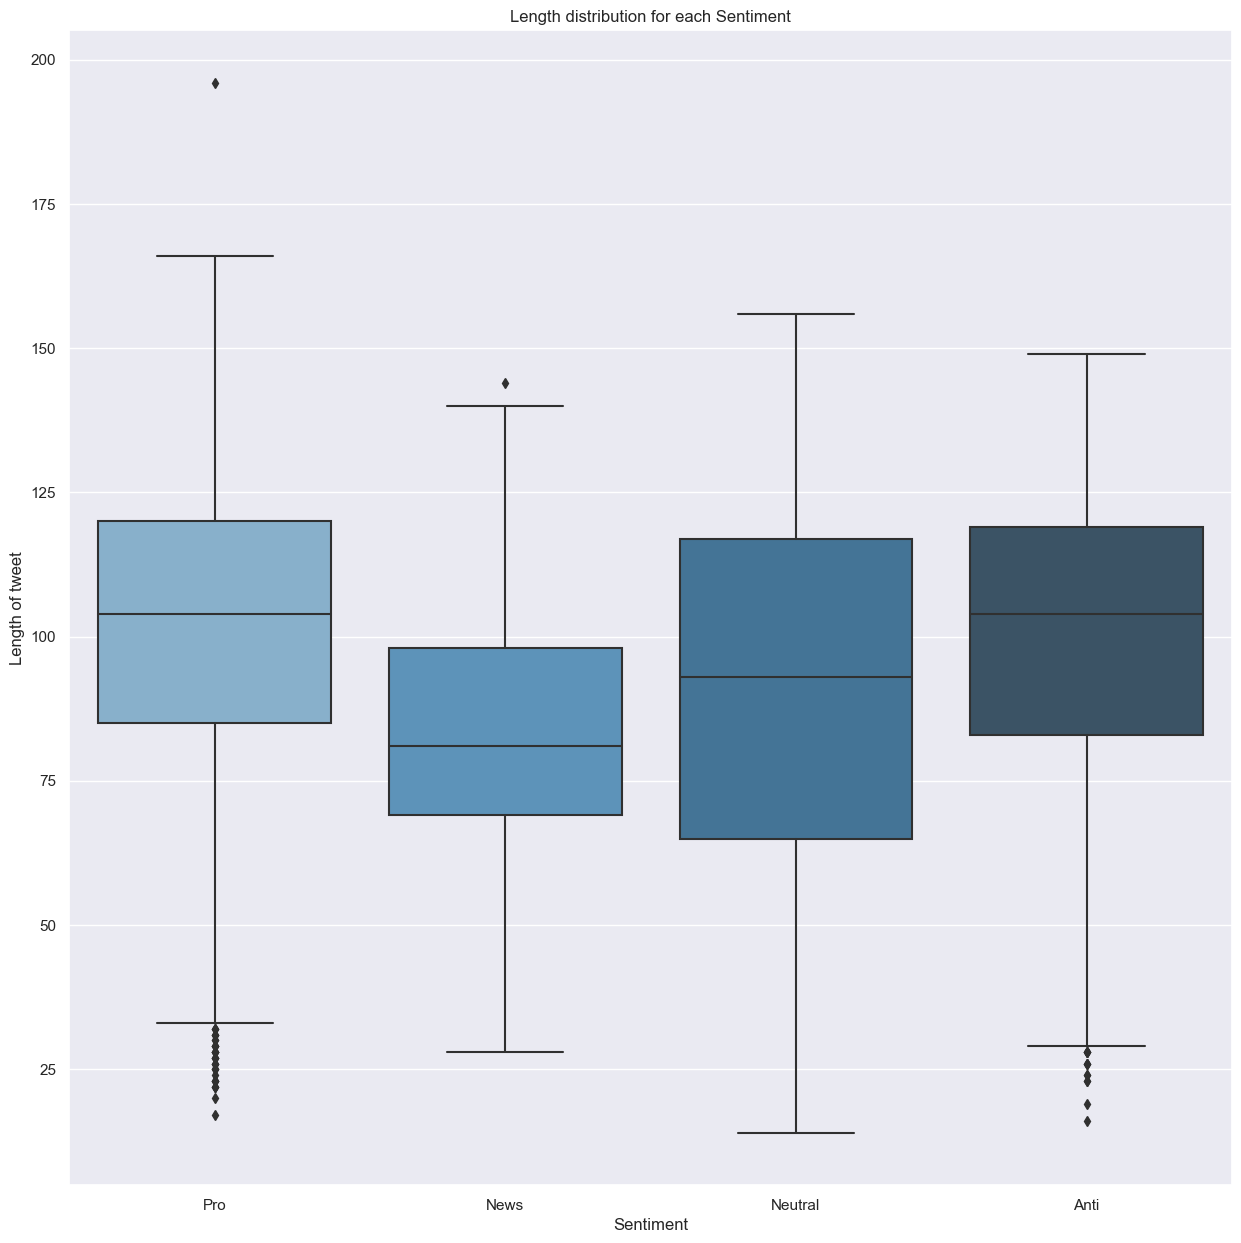 Length distribution for each Sentiment
200
175
150
125
100
75
50
25
Length of tweet
Pro News Neutral Anti
Sentiment